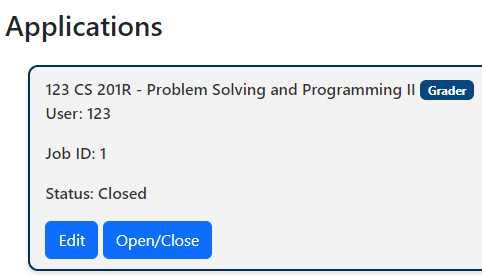 Applications
123 CS 201R - Problem Solving and Programming II Grader
User: 123
Job ID: 1
Status: Closed
Edit Open/Close